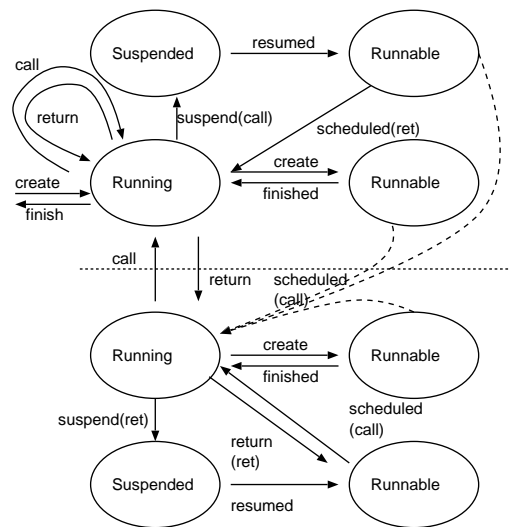 Suspended
resumed
Runnable
call
return
suspend(call)
scheduled(ret)
create
finish
Running
create
finished
Runnable
call
return
scheduled
(call)
Running
create
finished
Runnable
suspend(ret)
return
(ret)
scheduled
(call)
Suspended
resumed
Runnable